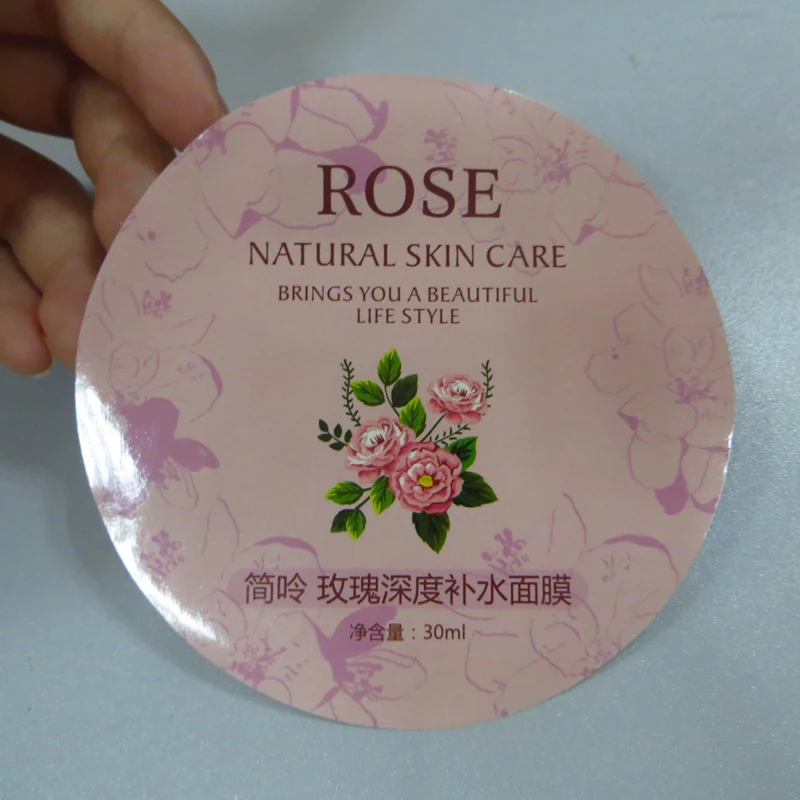 ROSE
NATURAL SKIN CARE
BRINGS YOU A BEAUTIFUL
LIFE STYLE
简呤 玫瑰深度补水面膜
净含量：30ml